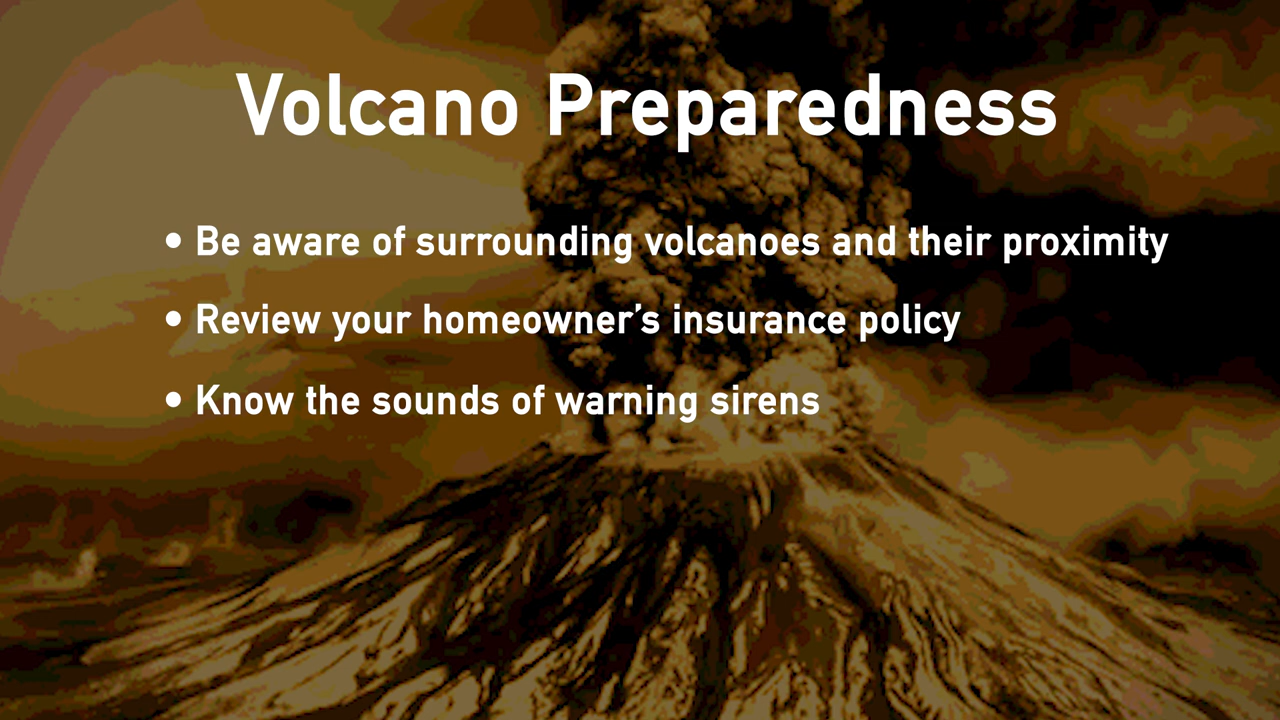 Volcano Preparedness
• Be aware of surrounding volcanoes and their proximity
• Review your homeowner’s insurance policy
• Know the sounds of warning sirens